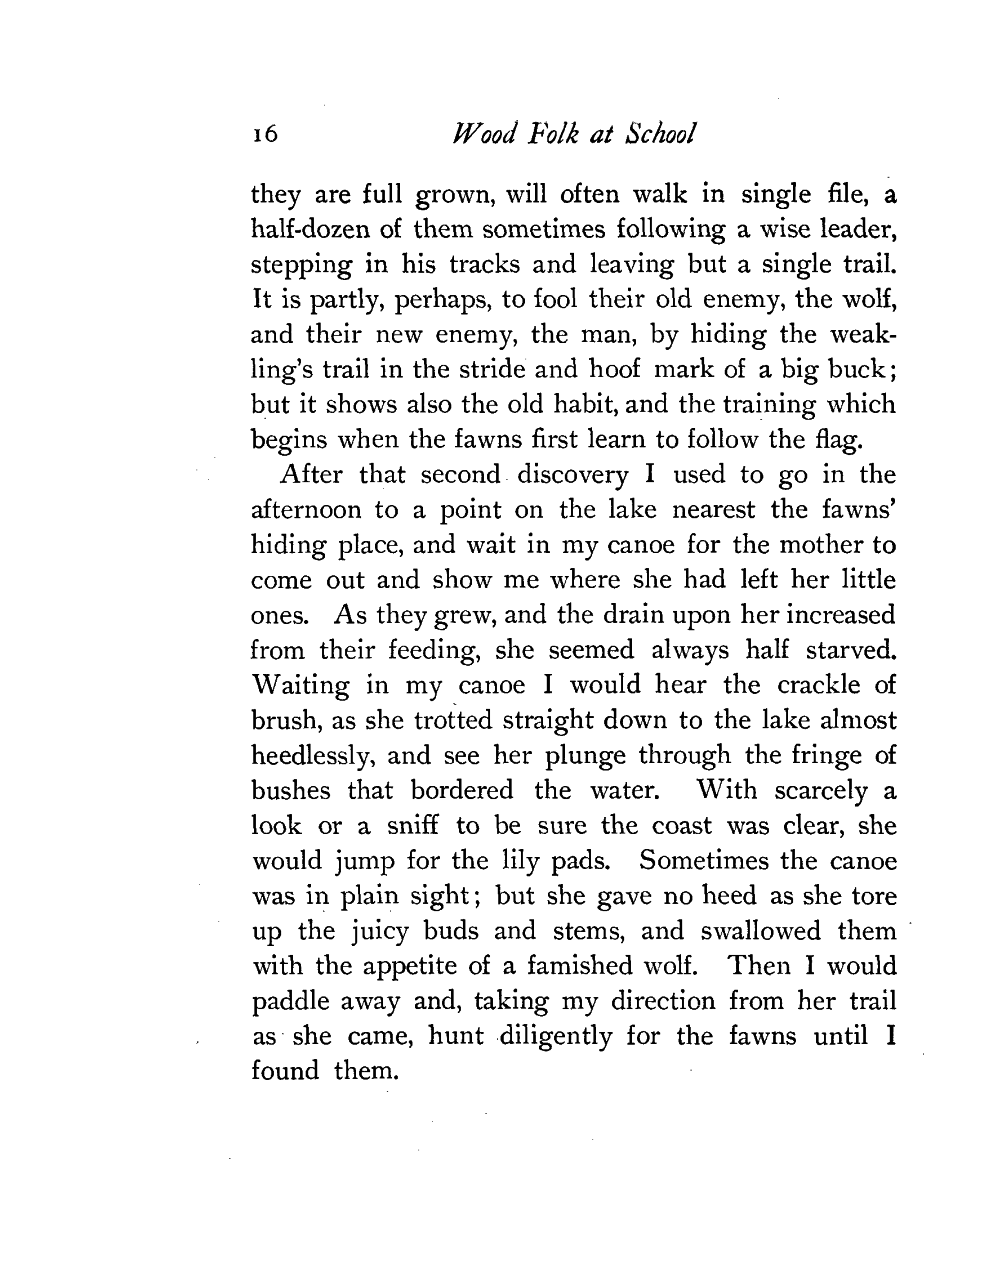 16 Wood Folk at School
they are full grown, will often walk in single file, a
half-dozen of them sometimes following a wise leader,
stepping in his tracks and leaving but a single trail.
It is partly, perhaps, to fool their old enemy, the wolf,
and their new enemy, the man, by hiding the weak-
ling's trail in the stride and hoof mark of a big buck;
but it shows also the old habit, and the training which
begins when the fawns first learn to follow the flag.
After that second discovery I used to go in the
afternoon to a point on the lake nearest the fawns'
hiding place, and wait in my canoe for the mother to
come out and show me where she had left her little
ones. As they grew, and the drain upon her increased
from their feeding, she seemed always half starved.
Waiting in my canoe I would hear the crackle of
brush, as she trotted straight down to the lake almost
heedlessly, and see her plunge through the fringe of
bushes that bordered the water. With scarcely a
look or a sniff to be sure the coast was clear, she
would jump for the lily pads. Sometimes the canoe
was in plain sight; but she gave no heed as she tore
up the juicy buds and stems, and swallowed them
with the appetite of a famished wolf. Then I would
paddle away and, taking my direction from her trail
as she came, hunt diligently for the fawns until I
found them.